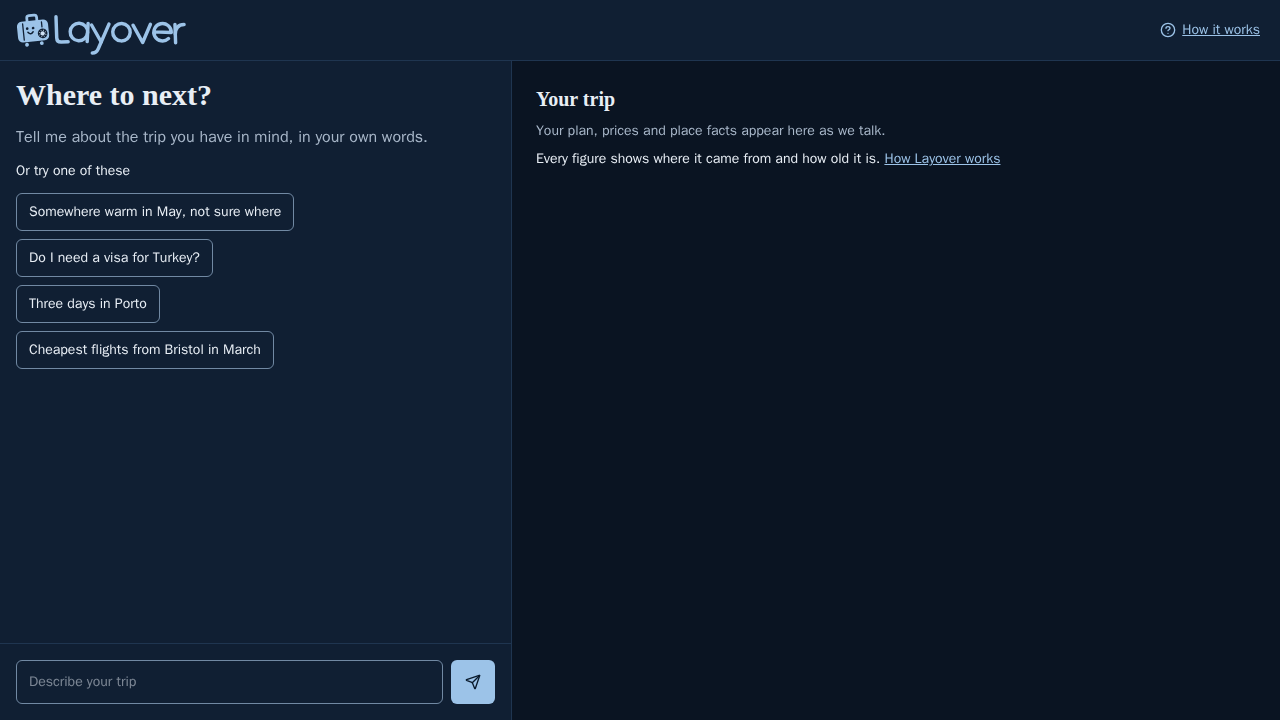 Layover
How it works
Where to next?
Tell me about the trip you have in mind, in your own words.
Or try one of these
Somewhere warm in May, not sure where
Do I need a visa for Turkey?
Three days in Porto
Cheapest flights from Bristol in March
Describe your trip
Your trip
Your plan, prices and place facts appear here as we talk.
Every figure shows where it came from and how old it is. How Layover works